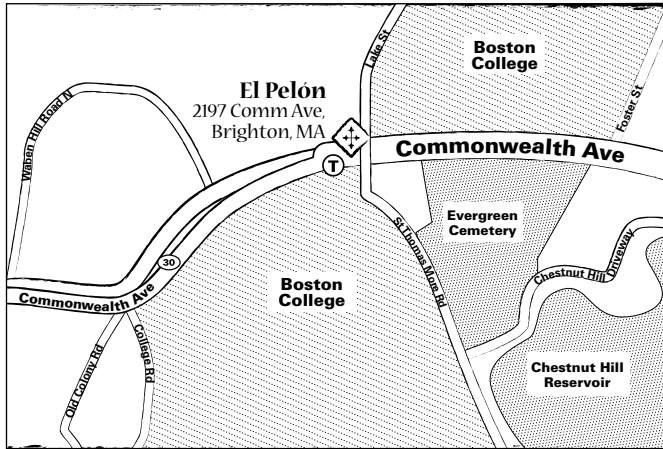 Boston
College
Lake St
Foster St
El Pelón
2197 Comm Ave,
Brighton, MA
Waban Hill Road N
Commonwealth Ave
T
Evergreen
Cemetery
St Thomas More Rd
Chestnut Hill
Driveway
30
Boston
College
Commonwealth Ave
Old Colony Rd
College Rd
Chestnut Hill
Reservoir